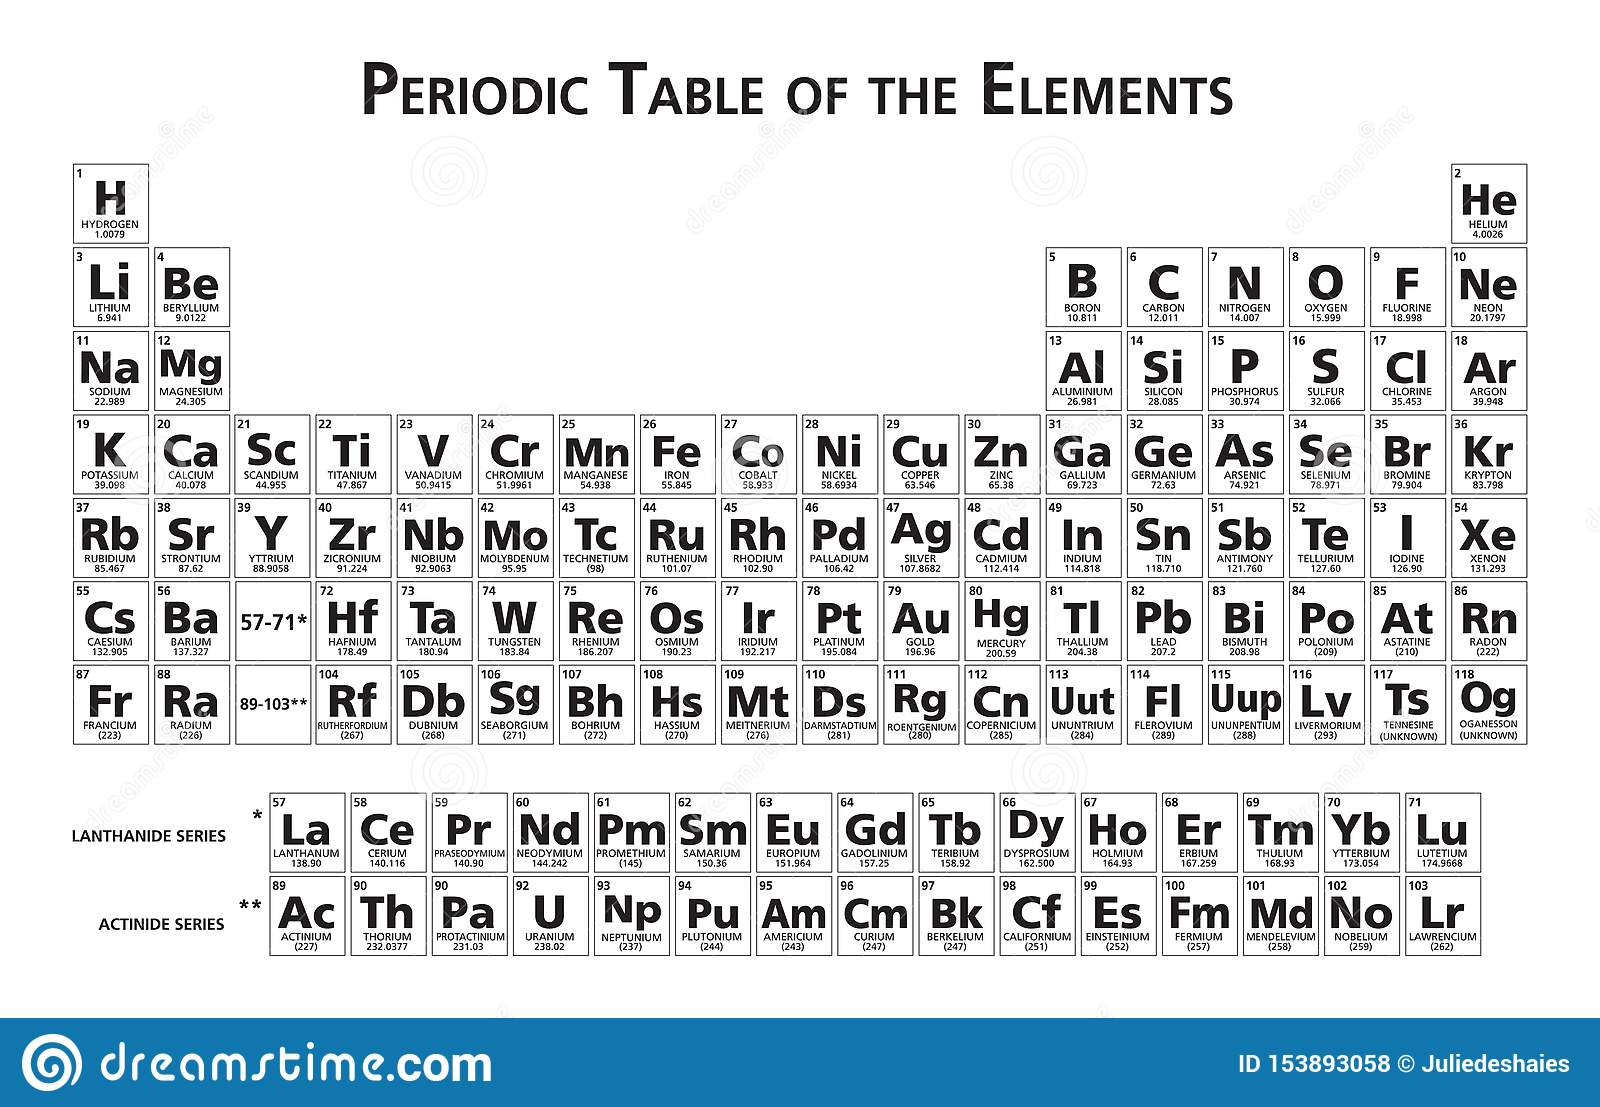 PERIODIC TABLE OF THE ELEMENTS
1 H HYDROGEN 1.0079
2 He HELIUM 4.0026
3 Li LITHIUM 6.941
4 Be BERYLLIUM 9.0122
5 B BORON 10.811
6 C CARBON 12.011
7 N NITROGEN 14.007
8 O OXYGEN 15.999
9 F FLUORINE 18.998
10 Ne NEON 20.1797
11 Na SODIUM 22.989
12 Mg MAGNESIUM 24.305
13 Al ALUMINIUM 26.981
14 Si SILICON 28.085
15 P PHOSPHORUS 30.974
16 S SULFUR 32.066
17 Cl CHLORINE 35.453
18 Ar ARGON 39.948
19 K POTASSIUM 39.098
20 Ca CALCIUM 40.078
21 Sc SCANDIUM 44.955
22 Ti TITANIUM 47.867
23 V VANADIUM 50.9415
24 Cr CHROMIUM 51.9961
25 Mn MANGANESE 54.938
26 Fe IRON 55.845
27 Co COBALT 58.933
28 Ni NICKEL 58.6934
29 Cu COPPER 63.546
30 Zn ZINC 65.38
31 Ga GALLIUM 69.723
32 Ge GERMANIUM 72.63
33 As ARSENIC 74.921
34 Se SELENIUM 78.971
35 Br BROMINE 79.904
36 Kr KRYPTON 83.798
37 Rb RUBIDIUM 85.467
38 Sr STRONTIUM 87.62
39 Y YTTRIUM 88.9058
40 Zr ZICRONIUM 91.224
41 Nb NIOBIUM 92.9063
42 Mo MOLYBDENUM 95.95
43 Tc TECHNETIUM (98)
44 Ru RUTHENIUM 101.07
45 Rh RHODIUM 102.90
46 Pd PALLADIUM 106.42
47 Ag SILVER 107.8682
48 Cd CADMIUM 112.414
49 In INDIUM 114.818
50 Sn TIN 118.710
51 Sb ANTIMONY 121.760
52 Te TELLURIUM 127.60
53 I IODINE 126.90
54 Xe XENON 131.293
55 Cs CAESIUM 132.905
56 Ba BARIUM 137.327
57-71*
72 Hf HAFNIUM 178.49
73 Ta TANTALUM 180.94
74 W TUNGSTEN 183.84
75 Re RHENIUM 186.207
76 Os OSMIUM 190.23
77 Ir IRIDIUM 192.217
78 Pt PLATINUM 195.084
79 Au GOLD 196.96
80 Hg MERCURY 200.59
81 Tl THALLIUM 204.38
82 Pb LEAD 207.2
83 Bi BISMUTH 208.98
84 Po POLONIUM (209)
85 At ASTATINE (210)
86 Rn RADON (222)
87 Fr FRANCIUM (223)
88 Ra RADIUM (226)
89-103**
104 Rf RUTHERFORDIUM (267)
105 Db DUBNIUM (268)
106 Sg SEABORGIUM (271)
107 Bh BOHRIUM (272)
108 Hs HASSIUM (270)
109 Mt MEITNERIUM (276)
110 Ds DARMSTADTIUM (281)
111 Rg ROENTGENIUM (280)
112 Cn COPERNICIUM (285)
113 Uut UNUNTRIUM (284)
114 Fl FLEROVIUM (289)
115 Uup UNUNPENTIUM (288)
116 Lv LIVERMORIUM (293)
117 Ts TENNESINE (UNKNOWN)
118 Og OGANESSON (UNKNOWN)
LANTHANIDE SERIES *
57 La LANTHANUM 138.90
58 Ce CERIUM 140.116
59 Pr PRASEODYMIUM 140.90
60 Nd NEODYMIUM 144.242
61 Pm PROMETHIUM (145)
62 Sm SAMARIUM 150.36
63 Eu EUROPIUM 151.964
64 Gd GADOLINIUM 157.25
65 Tb TERIBIUM 158.92
66 Dy DYSPROSIUM 162.500
67 Ho HOLMIUM 164.93
68 Er ERBIUM 167.259
69 Tm THULIUM 168.93
70 Yb YTTERBIUM 173.054
71 Lu LUTETIUM 174.9668
ACTINIDE SERIES **
89 Ac ACTINIUM (227)
90 Th THORIUM 232.0377
90 Pa PROTACTINIUM 231.03
92 U URANIUM 238.02
93 Np NEPTUNIUM (237)
94 Pu PLUTONIUM (244)
95 Am AMERICIUM (243)
96 Cm CURIUM (247)
97 Bk BERKELIUM (247)
98 Cf CALIFORNIUM (251)
99 Es EINSTEINIUM (252)
100 Fm FERMIUM (257)
101 Md MENDELEVIUM (258)
102 No NOBELIUM (259)
103 Lr LAWRENCIUM (262)
dreamstime.com
ID 153893058 © Juliedeshaies